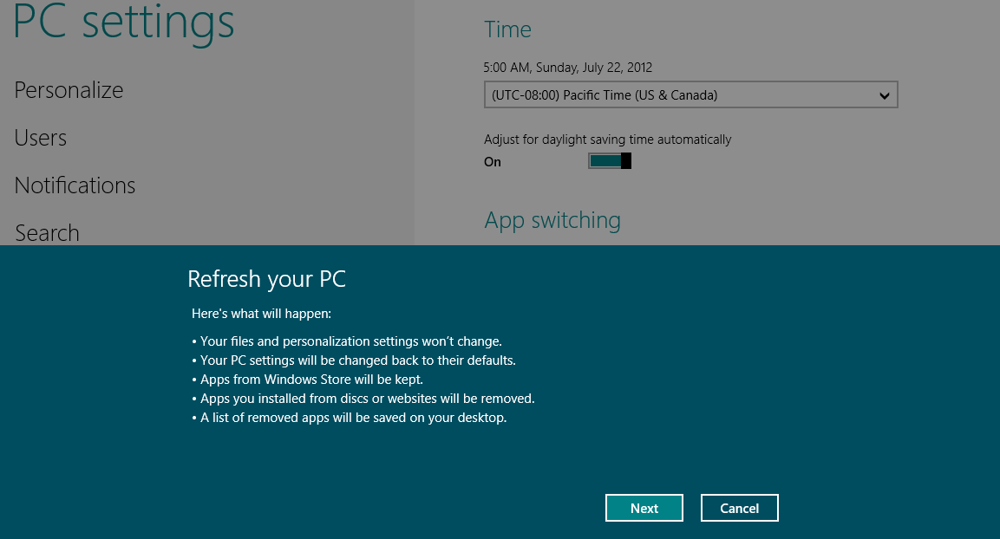 PC settings
Personalize
Users
Notifications
Search
Time
5:00 AM, Sunday, July 22, 2012
(UTC-08:00) Pacific Time (US & Canada)
Adjust for daylight saving time automatically
On
App switching
Refresh your PC
Here's what will happen:
• Your files and personalization settings won't change.
• Your PC settings will be changed back to their defaults.
• Apps from Windows Store will be kept.
• Apps you installed from discs or websites will be removed.
• A list of removed apps will be saved on your desktop.
Next
Cancel